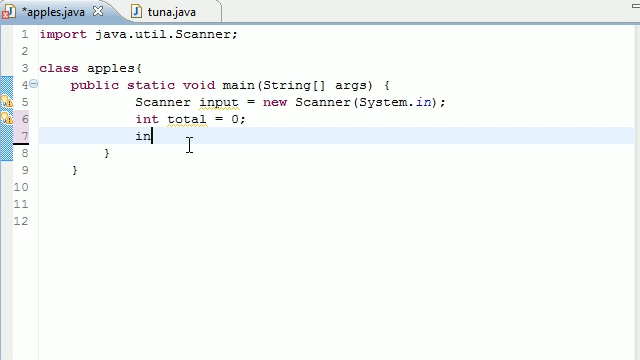 *apples.java tuna.java
1 import java.util.Scanner;
2
3 class apples{
4 public static void main(String[] args) {
5 Scanner input = new Scanner(System.in);
6 int total = 0;
7 in
8 }
9 }
10
11
12